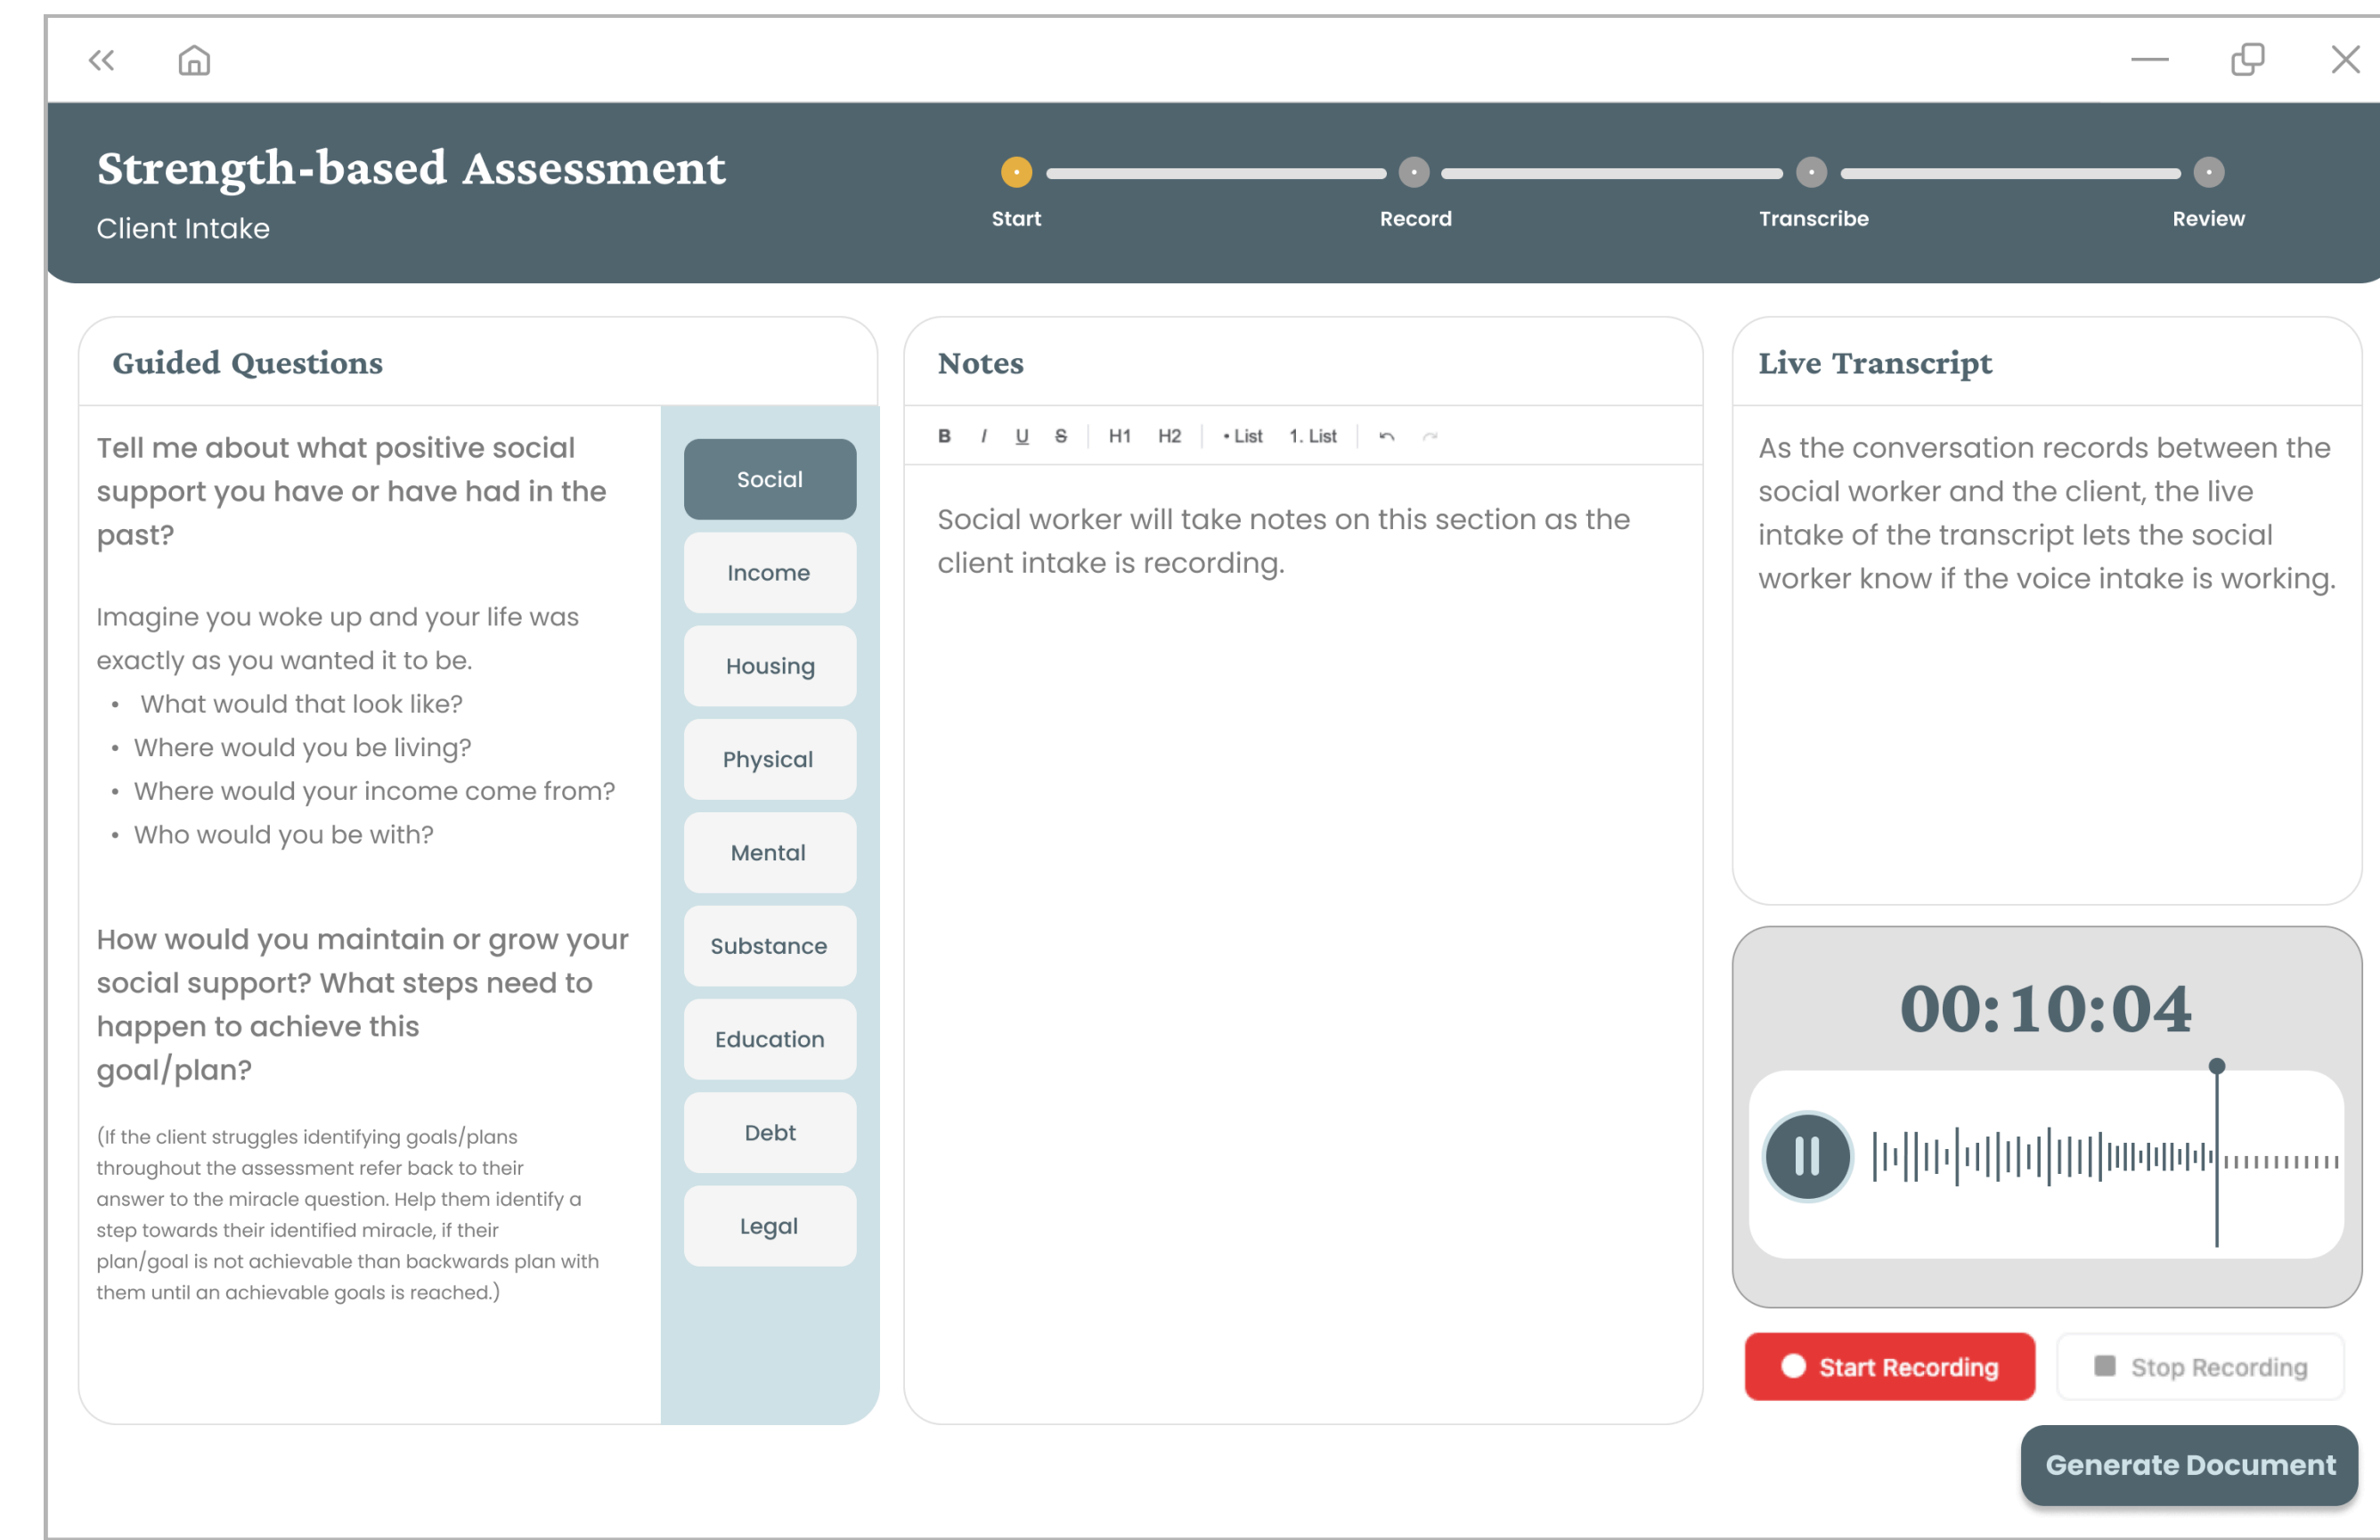 Strength-based Assessment
Client Intake
Start
Record
Transcribe
Review
Guided Questions
Tell me about what positive social
support you have or have had in the
past?
Imagine you woke up and your life was
exactly as you wanted it to be.
• What would that look like?
• Where would you be living?
• Where would your income come from?
• Who would you be with?
How would you maintain or grow your
social support? What steps need to
happen to achieve this
goal/plan?
(If the client struggles identifying goals/plans
throughout the assessment refer back to their
answer to the miracle question. Help them identify a
step towards their identified miracle, if their
plan/goal is not achievable than backwards plan with
them until an achievable goals is reached.)
Social
Income
Housing
Physical
Mental
Substance
Education
Debt
Legal
Notes
B I U S H1 H2 • List 1. List
Social worker will take notes on this section as the
client intake is recording.
Live Transcript
As the conversation records between the
social worker and the client, the live
intake of the transcript lets the social
worker know if the voice intake is working.
00:10:04
Start Recording
Stop Recording
Generate Document